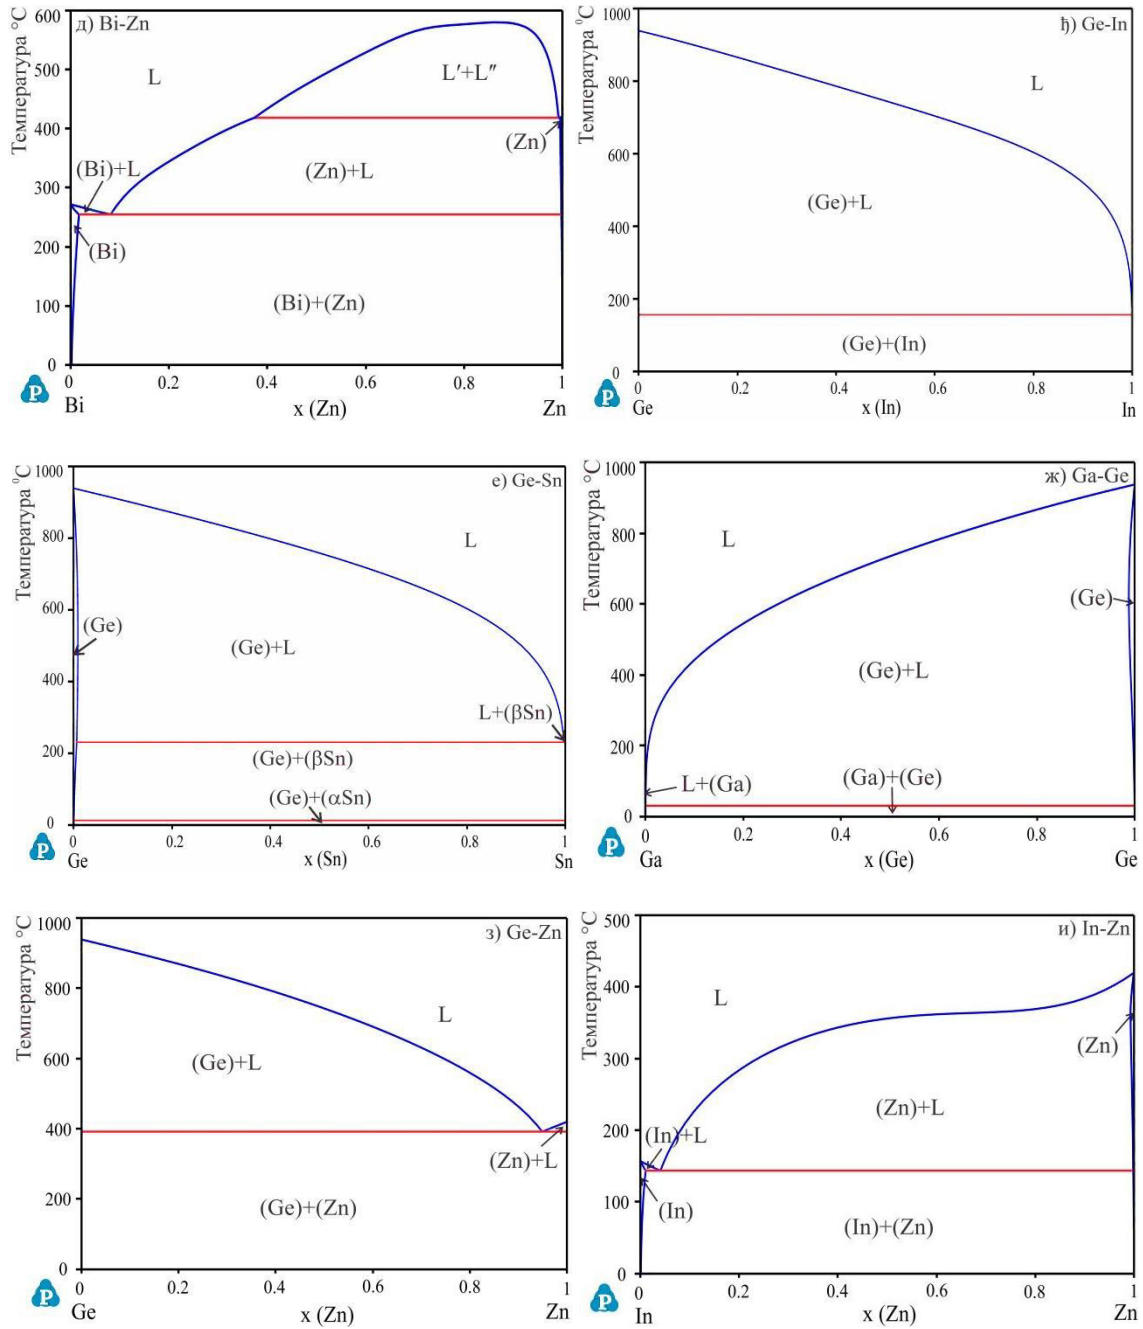 д) Bi-Zn
Температура °C
600
500
400
300
200
100
0
L
L′+L″
(Zn)
(Zn)+L
(Bi)+L
(Bi)
(Bi)+(Zn)
0
0.2
0.4
0.6
0.8
1
P
Bi
x (Zn)
Zn
ђ) Ge-In
Температура °C
1000
800
600
400
200
0
L
(Ge)+L
(Ge)+(In)
0
0.2
0.4
0.6
0.8
1
P
Ge
x (In)
In
е) Ge-Sn
Температура °C
1000
800
600
400
200
0
L
(Ge)
(Ge)+L
L+(βSn)
(Ge)+(βSn)
(Ge)+(αSn)
0
0.2
0.4
0.6
0.8
1
P
Ge
x (Sn)
Sn
ж) Ga-Ge
Температура °C
1000
800
600
400
200
0
L
(Ge)
(Ge)+L
L+(Ga)
(Ga)+(Ge)
0
0.2
0.4
0.6
0.8
1
P
Ga
x (Ge)
Ge
з) Ge-Zn
Температура °C
1000
800
600
400
200
0
L
(Ge)+L
(Zn)+L
(Ge)+(Zn)
0
0.2
0.4
0.6
0.8
1
P
Ge
x (Zn)
Zn
и) In-Zn
Температура °C
500
400
300
200
100
0
L
(Zn)
(Zn)+L
(In)+L
(In)
(In)+(Zn)
0
0.2
0.4
0.6
0.8
1
P
In
x (Zn)
Zn